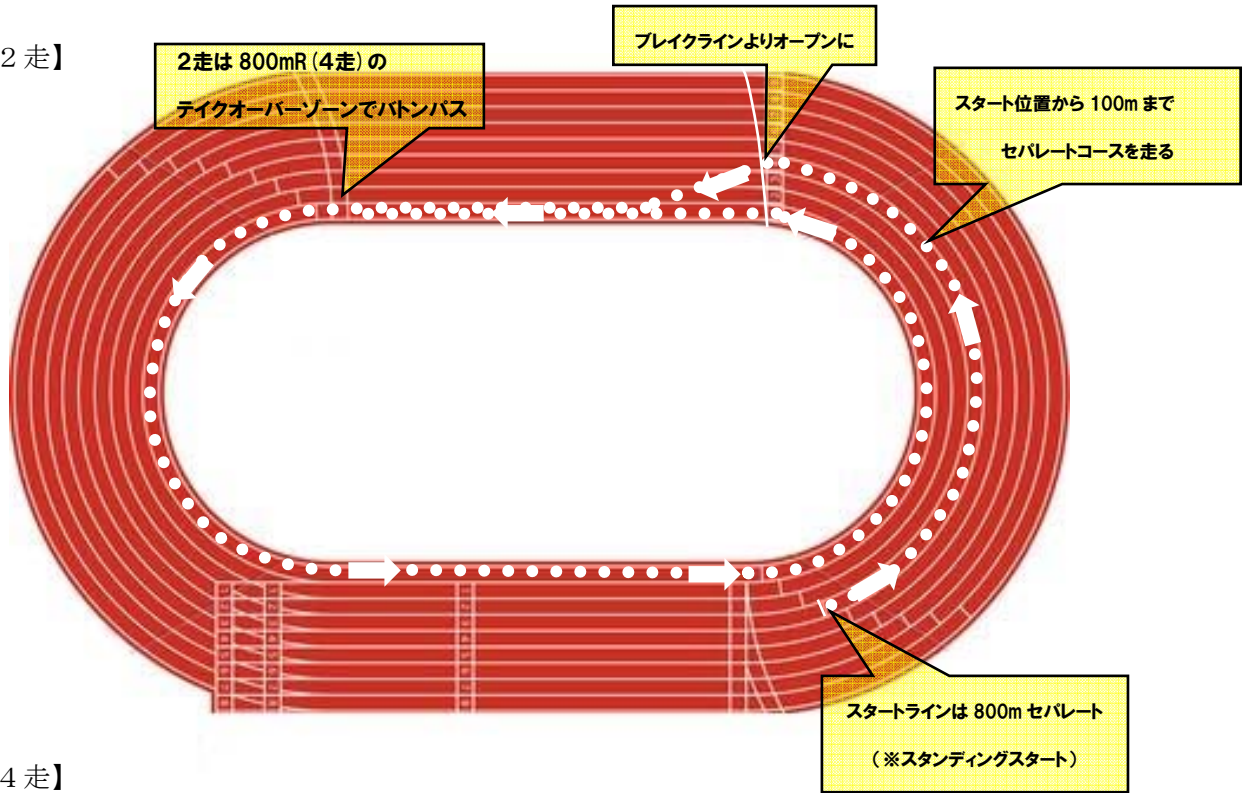 2走】
2走は 800mR (4走) の
テイクオーバーゾーンでバトンパス
ブレイクラインよりオープンに
スタート位置から 100m まで
セパレートコースを走る
スタートラインは 800m セパレート
(※スタンディングスタート)
4走】